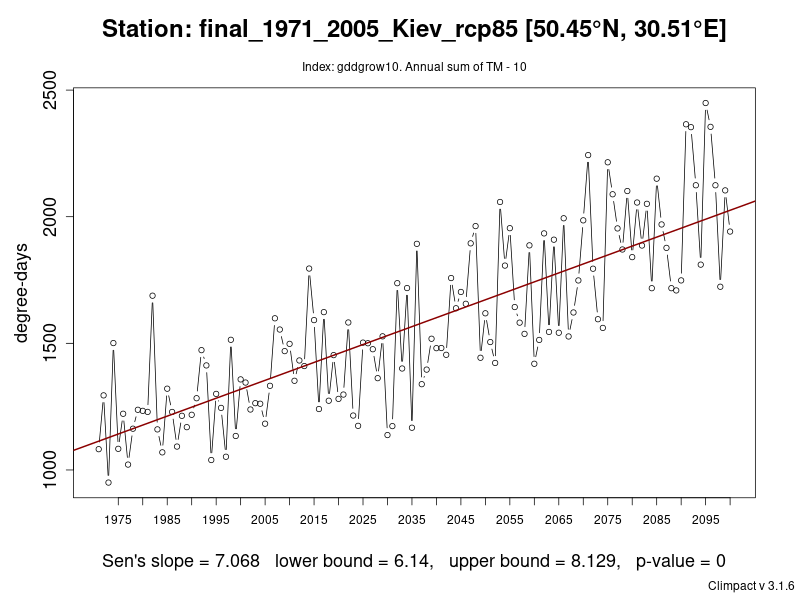 Station: final_1971_2005_Kiev_rcp85 [50.45°N, 30.51°E]
Index: gddgrow10. Annual sum of TM - 10
degree-days
2500
2000
1500
1000
1975 1985 1995 2005 2015 2025 2035 2045 2055 2065 2075 2085 2095
Sen's slope = 7.068 lower bound = 6.14, upper bound = 8.129, p-value = 0
Climpact v 3.1.6